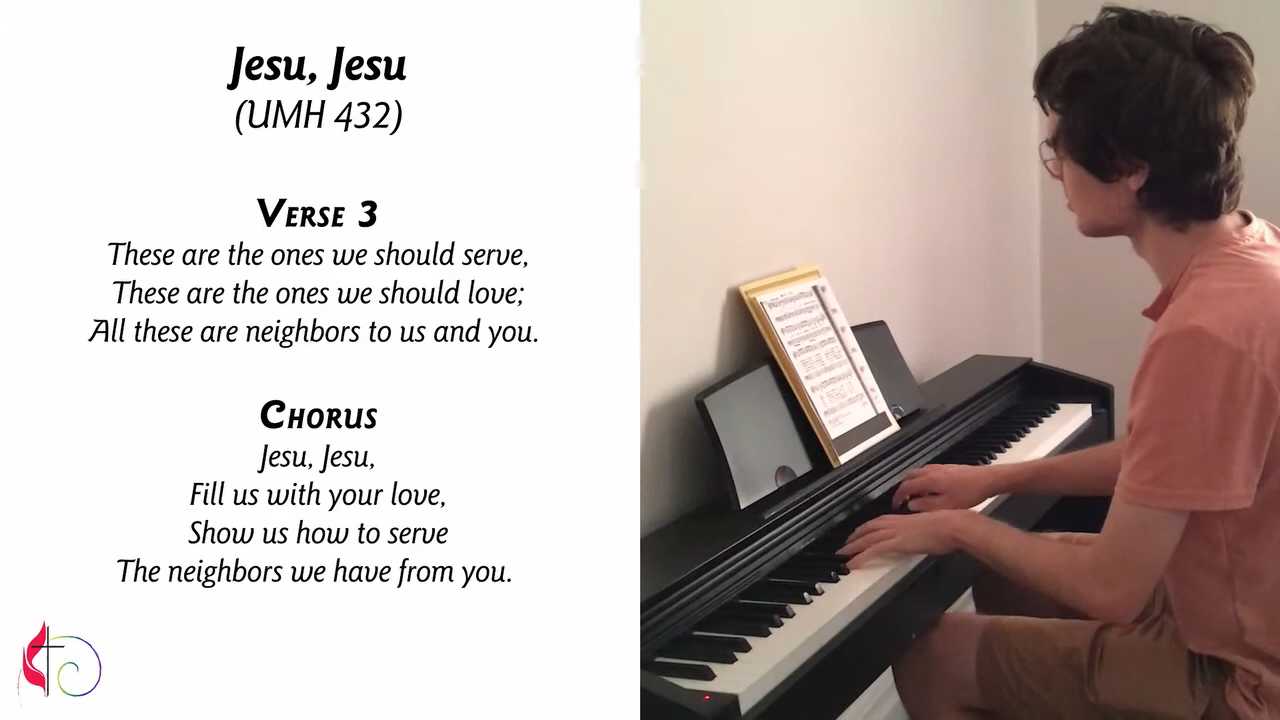 Jesu, Jesu
(UMH 432)
Verse 3
These are the ones we should serve,
These are the ones we should love;
All these are neighbors to us and you.
Chorus
Jesu, Jesu,
Fill us with your love,
Show us how to serve
The neighbors we have from you.